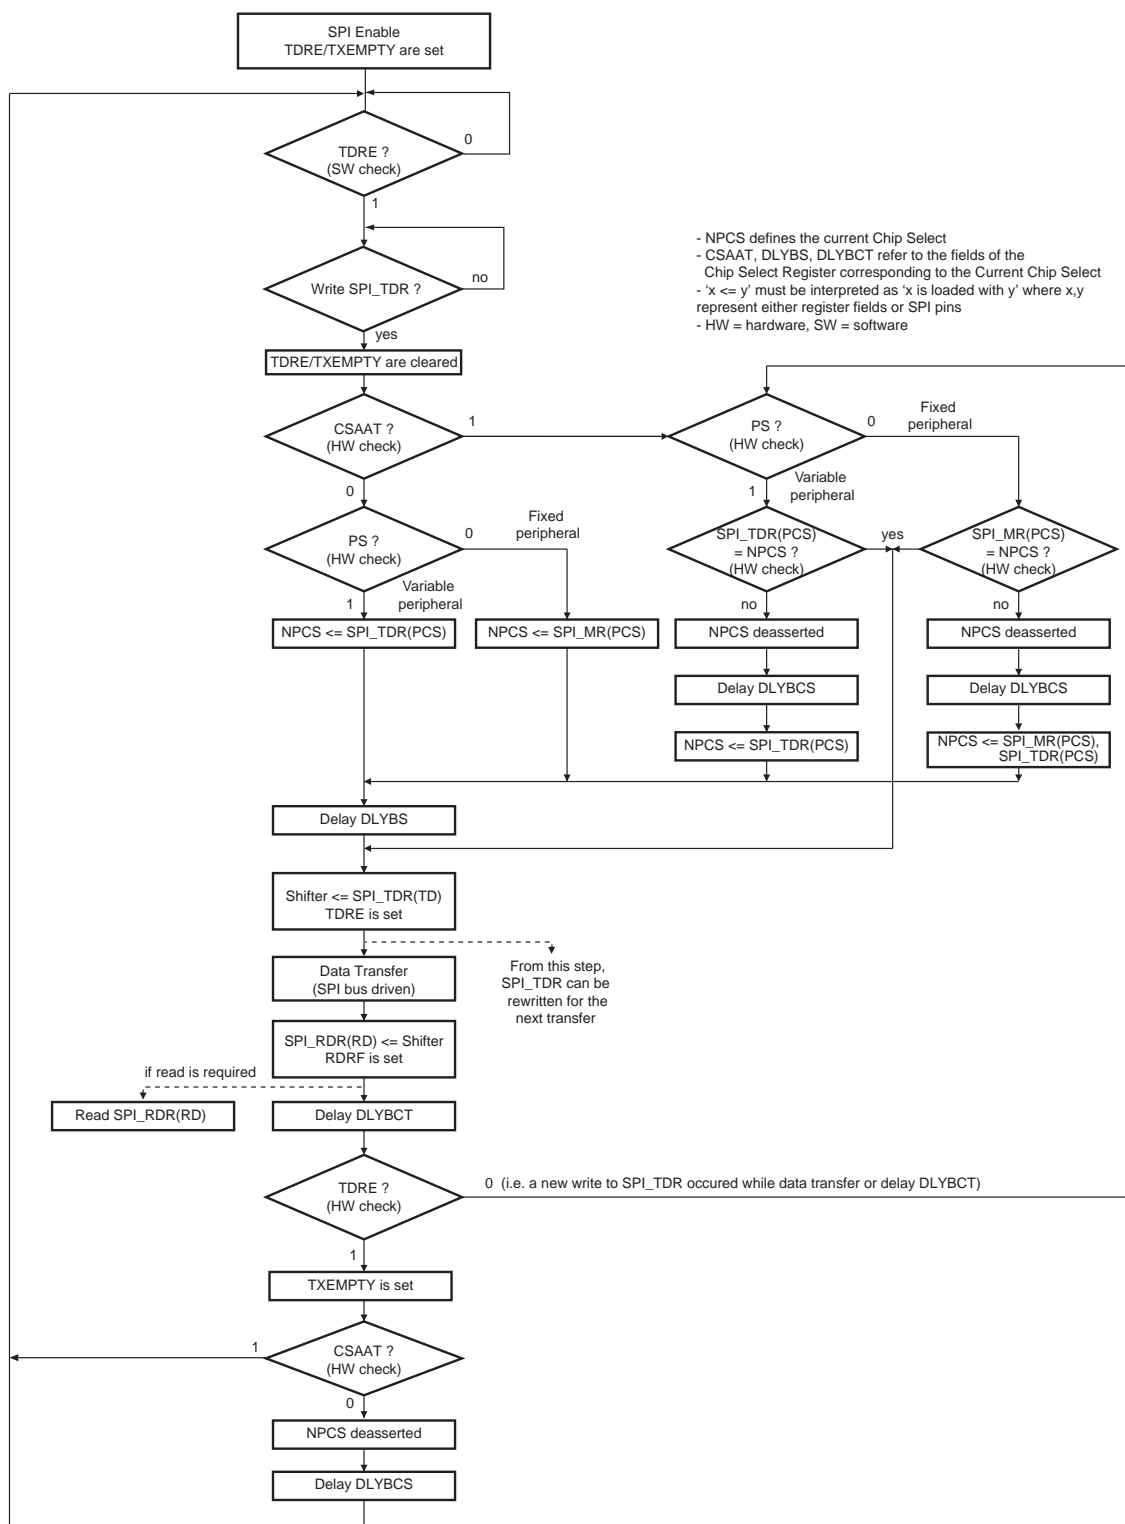 SPI Enable
TDRE/TXEMPTY are set
TDRE ?
(SW check)
0
1
Write SPI_TDR ?
no
yes
- NPCS defines the current Chip Select
- CSAAT, DLYBS, DLYBCT refer to the fields of the
Chip Select Register corresponding to the Current Chip Select
- ‘x <= y’ must be interpreted as ‘x is loaded with y’ where x,y
represent either register fields or SPI pins
- HW = hardware, SW = software
TDRE/TXEMPTY are cleared
CSAAT ?
(HW check)
1
0
PS ?
(HW check)
0
Fixed
peripheral
1
Variable
peripheral
PS ?
(HW check)
0
Fixed
peripheral
1
Variable
peripheral
SPI_TDR(PCS)
= NPCS ?
(HW check)
yes
no
SPI_MR(PCS)
= NPCS ?
(HW check)
no
NPCS <= SPI_TDR(PCS)
NPCS <= SPI_MR(PCS)
NPCS deasserted
NPCS deasserted
Delay DLYBCS
Delay DLYBCS
NPCS <= SPI_TDR(PCS)
NPCS <= SPI_MR(PCS),
SPI_TDR(PCS)
Delay DLYBS
Shifter <= SPI_TDR(TD)
TDRE is set
From this step,
SPI_TDR can be
rewritten for the
next transfer
Data Transfer
(SPI bus driven)
SPI_RDR(RD) <= Shifter
RDRF is set
if read is required
Read SPI_RDR(RD)
Delay DLYBCT
TDRE ?
(HW check)
0 (i.e. a new write to SPI_TDR occured while data transfer or delay DLYBCT)
1
TXEMPTY is set
CSAAT ?
(HW check)
1
0
NPCS deasserted
Delay DLYBCS